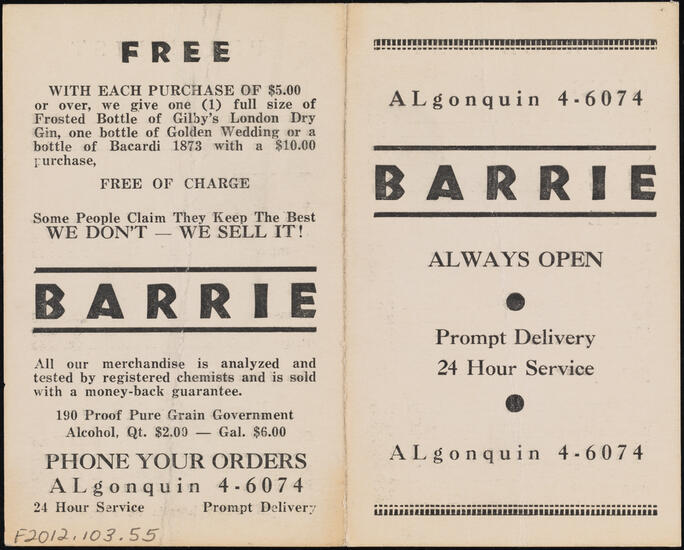 FREE
WITH EACH PURCHASE OF $5.00
or over, we give one (1) full size of
Frosted Bottle of Gilby's London Dry
Gin, one bottle of Golden Wedding or a
bottle of Bacardi 1873 with a $10.00
purchase,
FREE OF CHARGE
Some People Claim They Keep The Best
WE DON'T — WE SELL IT!
BARRIE
All our merchandise is analyzed and
tested by registered chemists and is sold
with a money-back guarantee.
190 Proof Pure Grain Government
Alcohol, Qt. $2.00 — Gal. $6.00
PHONE YOUR ORDERS
ALgonquin 4-6074
24 Hour Service Prompt Delivery
F2012.103.55
ALgonquin 4-6074
BARRIE
ALWAYS OPEN
Prompt Delivery
24 Hour Service
ALgonquin 4-6074